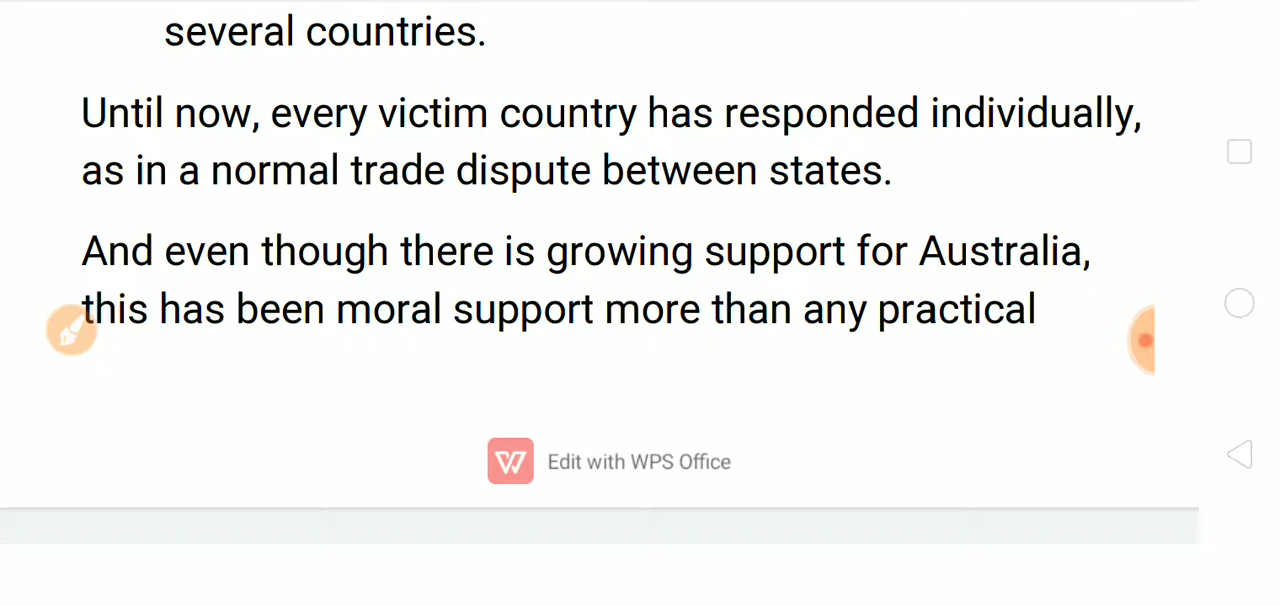 several countries.
Until now, every victim country has responded individually,
as in a normal trade dispute between states.
And even though there is growing support for Australia,
this has been moral support more than any practical
Edit with WPS Office